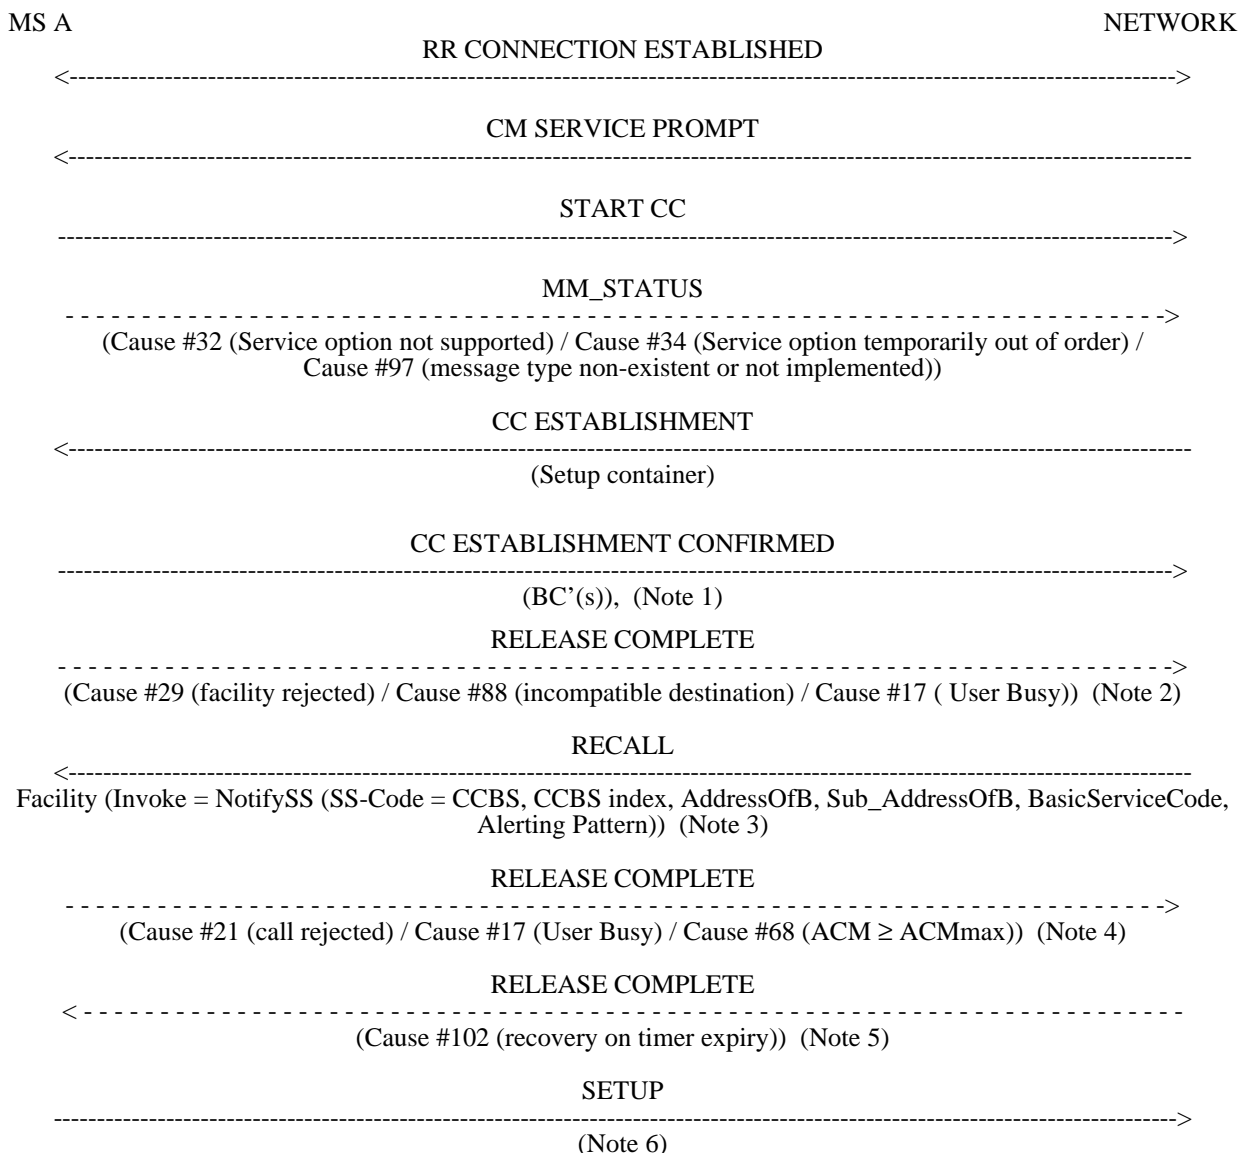 MS A NETWORK
RR CONNECTION ESTABLISHED
CM SERVICE PROMPT
START CC
MM_STATUS
(Cause #32 (Service option not supported) / Cause #34 (Service option temporarily out of order) /
Cause #97 (message type non-existent or not implemented))
CC ESTABLISHMENT
(Setup container)
CC ESTABLISHMENT CONFIRMED
(BC’(s)), (Note 1)
RELEASE COMPLETE
(Cause #29 (facility rejected) / Cause #88 (incompatible destination) / Cause #17 ( User Busy)) (Note 2)
RECALL
Facility (Invoke = NotifySS (SS-Code = CCBS, CCBS index, AddressOfB, Sub_AddressOfB, BasicServiceCode,
Alerting Pattern)) (Note 3)
RELEASE COMPLETE
(Cause #21 (call rejected) / Cause #17 (User Busy) / Cause #68 (ACM ≥ ACMmax)) (Note 4)
RELEASE COMPLETE
(Cause #102 (recovery on timer expiry)) (Note 5)
SETUP
(Note 6)